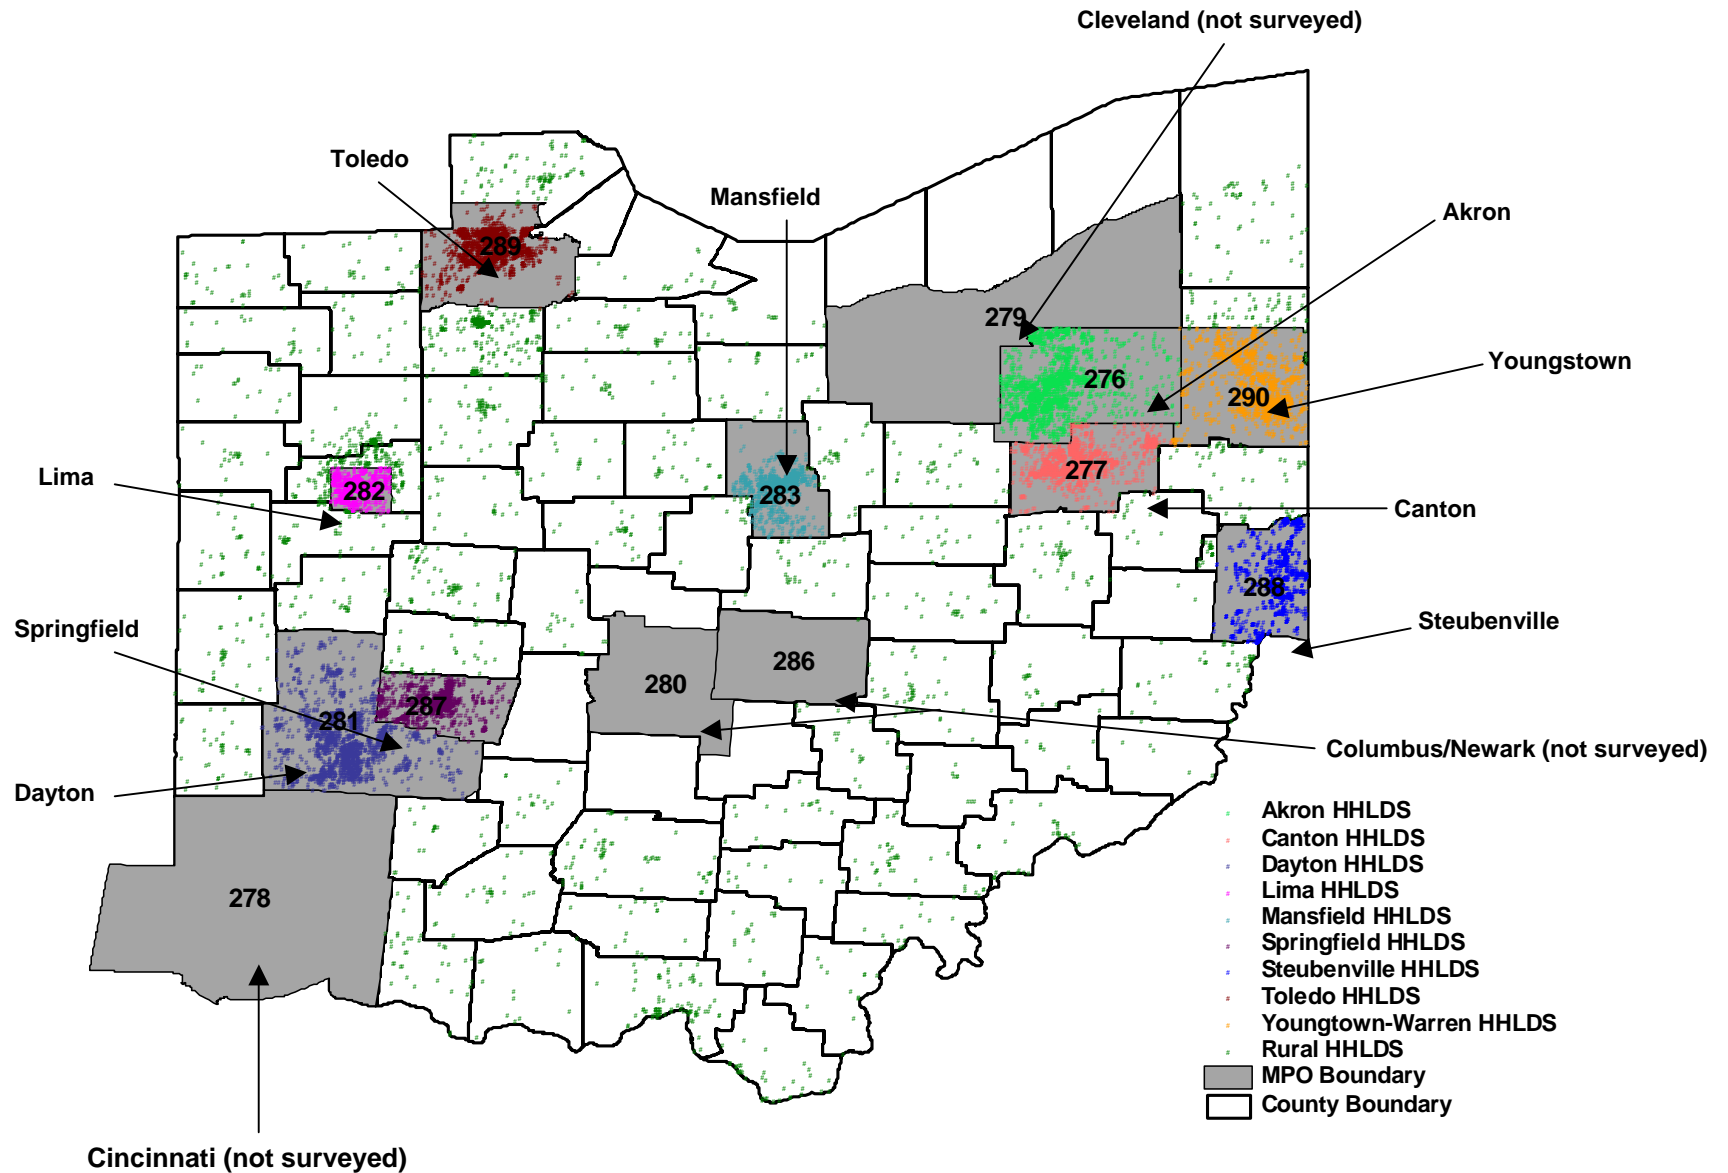 Cleveland (not surveyed)
Toledo
Mansfield
Akron
289
279
Youngstown
276
290
Lima
282
283
277
Canton
288
Springfield
Steubenville
286
280
287
281
Columbus/Newark (not surveyed)
Dayton
278
Akron HHLDS
Canton HHLDS
Dayton HHLDS
Lima HHLDS
Mansfield HHLDS
Springfield HHLDS
Steubenville HHLDS
Toledo HHLDS
Youngtown-Warren HHLDS
Rural HHLDS
MPO Boundary
County Boundary
Cincinnati (not surveyed)